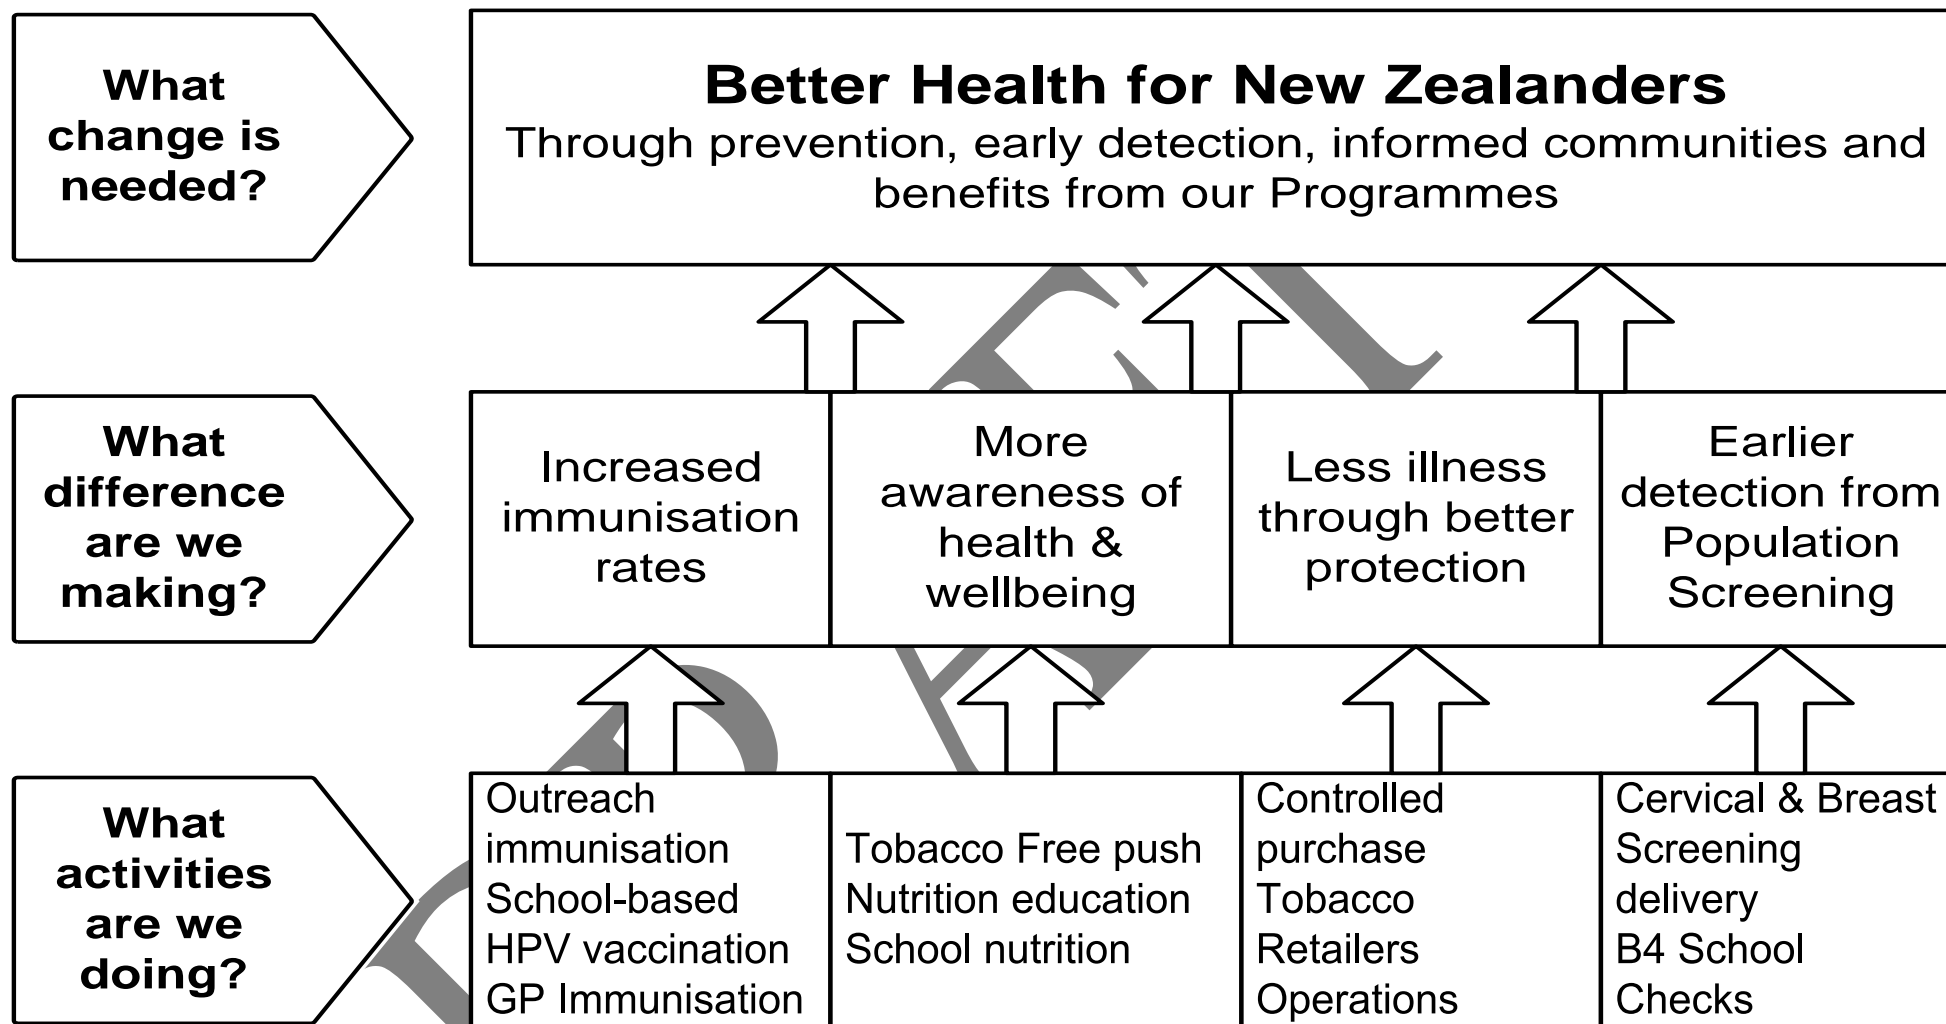 What
change is
needed?
Better Health for New Zealanders
Through prevention, early detection, informed communities and
benefits from our Programmes
What
difference
are we
making?
Increased
immunisation
rates
More
awareness of
health &
wellbeing
Less illness
through better
protection
Earlier
detection from
Population
Screening
What
activities
are we
doing?
Outreach
immunisation
School-based
HPV vaccination
GP Immunisation
Tobacco Free push
Nutrition education
School nutrition
Controlled
purchase
Tobacco
Retailers
Operations
Cervical & Breast
Screening
delivery
B4 School
Checks
DRAFT